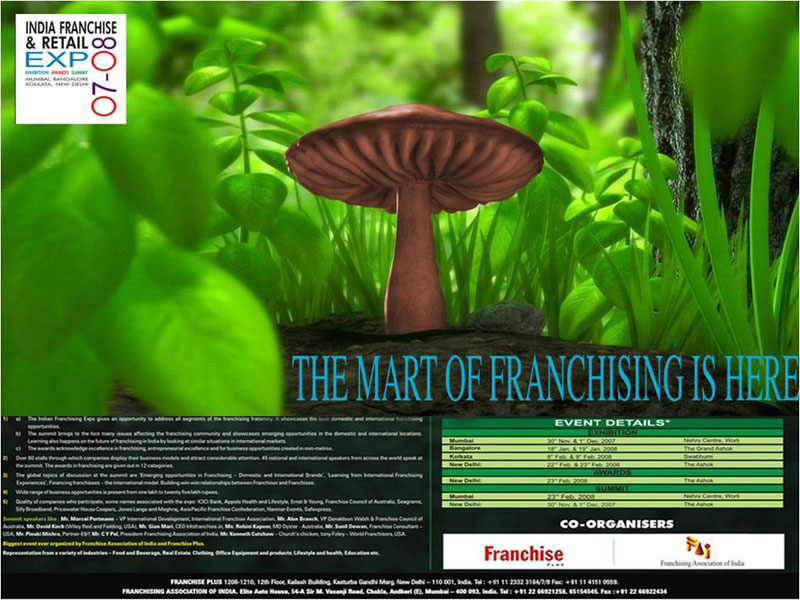 INDIA FRANCHISE
& RETAIL
EXPO
EXHIBITION AWARDS SUMMIT
MUMBAI, BANGALORE
KOLKATA, NEW DELHI
07-08
THE MART OF FRANCHISING IS HERE
1) a) The Indian Franchising Expo gives an opportunity to address all segments of the franchising fraternity. It showcases the best domestic and international franchising
opportunities.
b) The summit brings to the fore many issues affecting the franchising community and showcases emerging opportunities in the domestic and international locations.
Learning also happens on the future of franchising in India by looking at similar situations in international markets.
c) The awards acknowledge excellence in franchising, entrepreneurial excellence and for business opportunities created in non-metros.
2) Over 80 stalls through which companies display their business models and attract considerable attention. 45 national and international speakers from across the world speak at
the summit. The awards in franchising are given out in 12 categories.
3) The global topics of discussion at the summit are 'Emerging opportunities in Franchising – Domestic and International Brands', 'Learning from International Franchising
Experiences', Financing franchisees – the international model. Building win-win relationships between Franchisor and Franchisee.
4) Wide range of business opportunities is present from one lakh to twenty five lakh rupees.
5) Quality of companies who participate, some names associated with the expo: ICICI Bank, Appolo Health and Lifestyle, Ernst & Young, Franchise Council of Australia, Seagrams,
Sify Broadband, Pricewater House Coopers, Jones Lange and Meghraj, Asia Pacific Franchise Confederation, Hanmer Events, Safexpress.
Summit speakers like - Mr. Marcel Portmann - VP International Development, International Franchise Association, Mr. Alan Branch, VP Donaldson Walsh & Franchise Council of
Australia, Mr. David Koch (Wiley Reid and Fielding, USA), Mr. Gian Mari, CEO Infofranchise.in, Ms. Rohini Kapoor, MD Oyster - Australia, Mr. Sunil Dewan, Franchise Consultant –
USA, Mr. Pinaki Mishra, Partner-E&Y, Mr. C Y Pal, President-Franchising Association of India, Mr. Kenneth Cutshaw – Church's chicken, tony Foley – World Franchisors, USA.
Biggest event ever organized by Franchise Association of India and Franchise Plus.
Representation from a variety of industries – Food and Beverage, Real Estate, Clothing, Office Equipment and products, Lifestyle and health, Education etc.
EVENT DETAILS*
EXHIBITION
Mumbai 30th Nov. & 1st Dec. 2007 Nehru Centre, Worli
Bangalore 18th Jan. & 19th Jan. 2008 The Grand Ashok
Kolkata 8th Feb. & 9th Feb. 2008 Swabhumi
New Delhi: 22nd Feb. & 23rd Feb. 2008 The Ashok
AWARDS
New Delhi: 23rd Feb. 2008 The Ashok
SUMMIT
Mumbai 23rd Feb. 2008 Nehru Centre, Worli
New Delhi: 30th Nov. & 1st Dec. 2007 The Ashok
CO-ORGANISERS
Franchise
PLUS
FAI
Franchising Association of India
FRANCHISE PLUS 1208-1210, 12th Floor, Kailash Building, Kasturba Gandhi Marg, New Delhi – 110 001, India. Tel : +91 11 2332 3184/7/8 Fax: +91 11 4151 0559.
FRANCHISING ASSOCIATION OF INDIA. Elite Auto House, 54-A Sir M. Vasanji Road, Chakla, Andheri (E), Mumbai – 400 093, India. Tel : +91 22 66921258, 65154545. Fax :+91 22 66922434